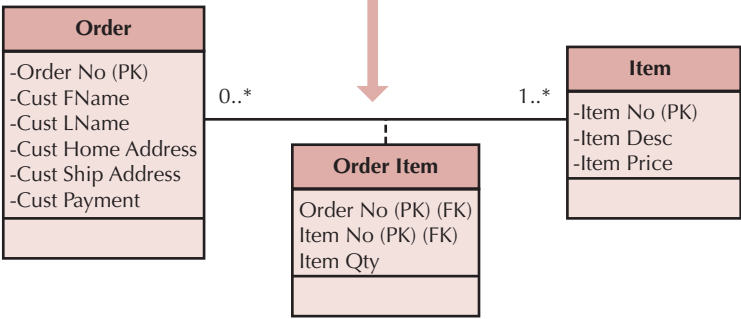 Order
-Order No (PK)
-Cust FName
-Cust LName
-Cust Home Address
-Cust Ship Address
-Cust Payment
0..*
1..*
Item
-Item No (PK)
-Item Desc
-Item Price
Order Item
Order No (PK) (FK)
Item No (PK) (FK)
Item Qty